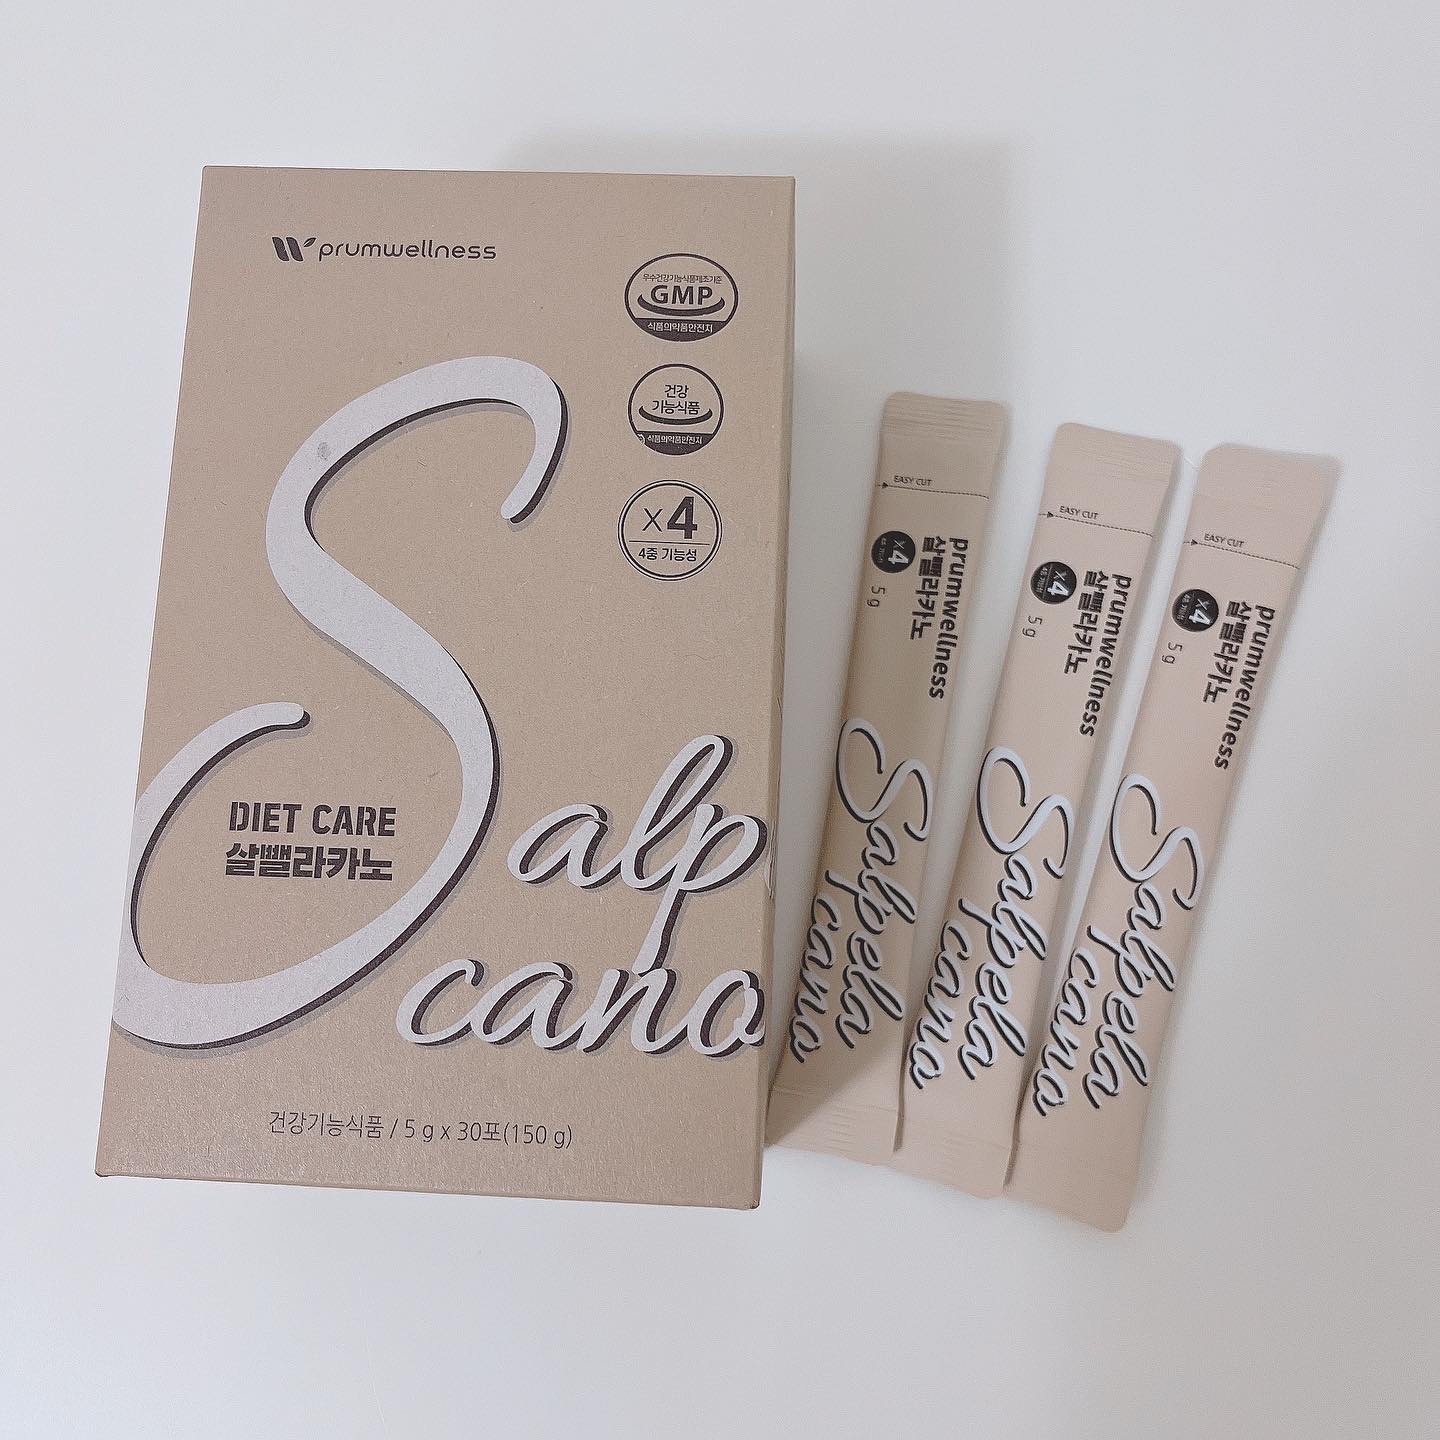 prumwellness
우수건강기능식품제조기준
GMP
식품의약품안전처
건강
기능식품
식품의약품안전처
x4
4중 기능성
DIET CARE
살뺄라카노
Salp
cano
건강기능식품 / 5 g x 30포(150 g)
EASY CUT
prumwellness
살뺄라카노
x4
5 g
Salpela
cano
EASY CUT
prumwellness
살뺄라카노
x4
5 g
Salpela
cano
EASY CUT
prumwellness
살뺄라카노
x4
5 g
Salpela
cano